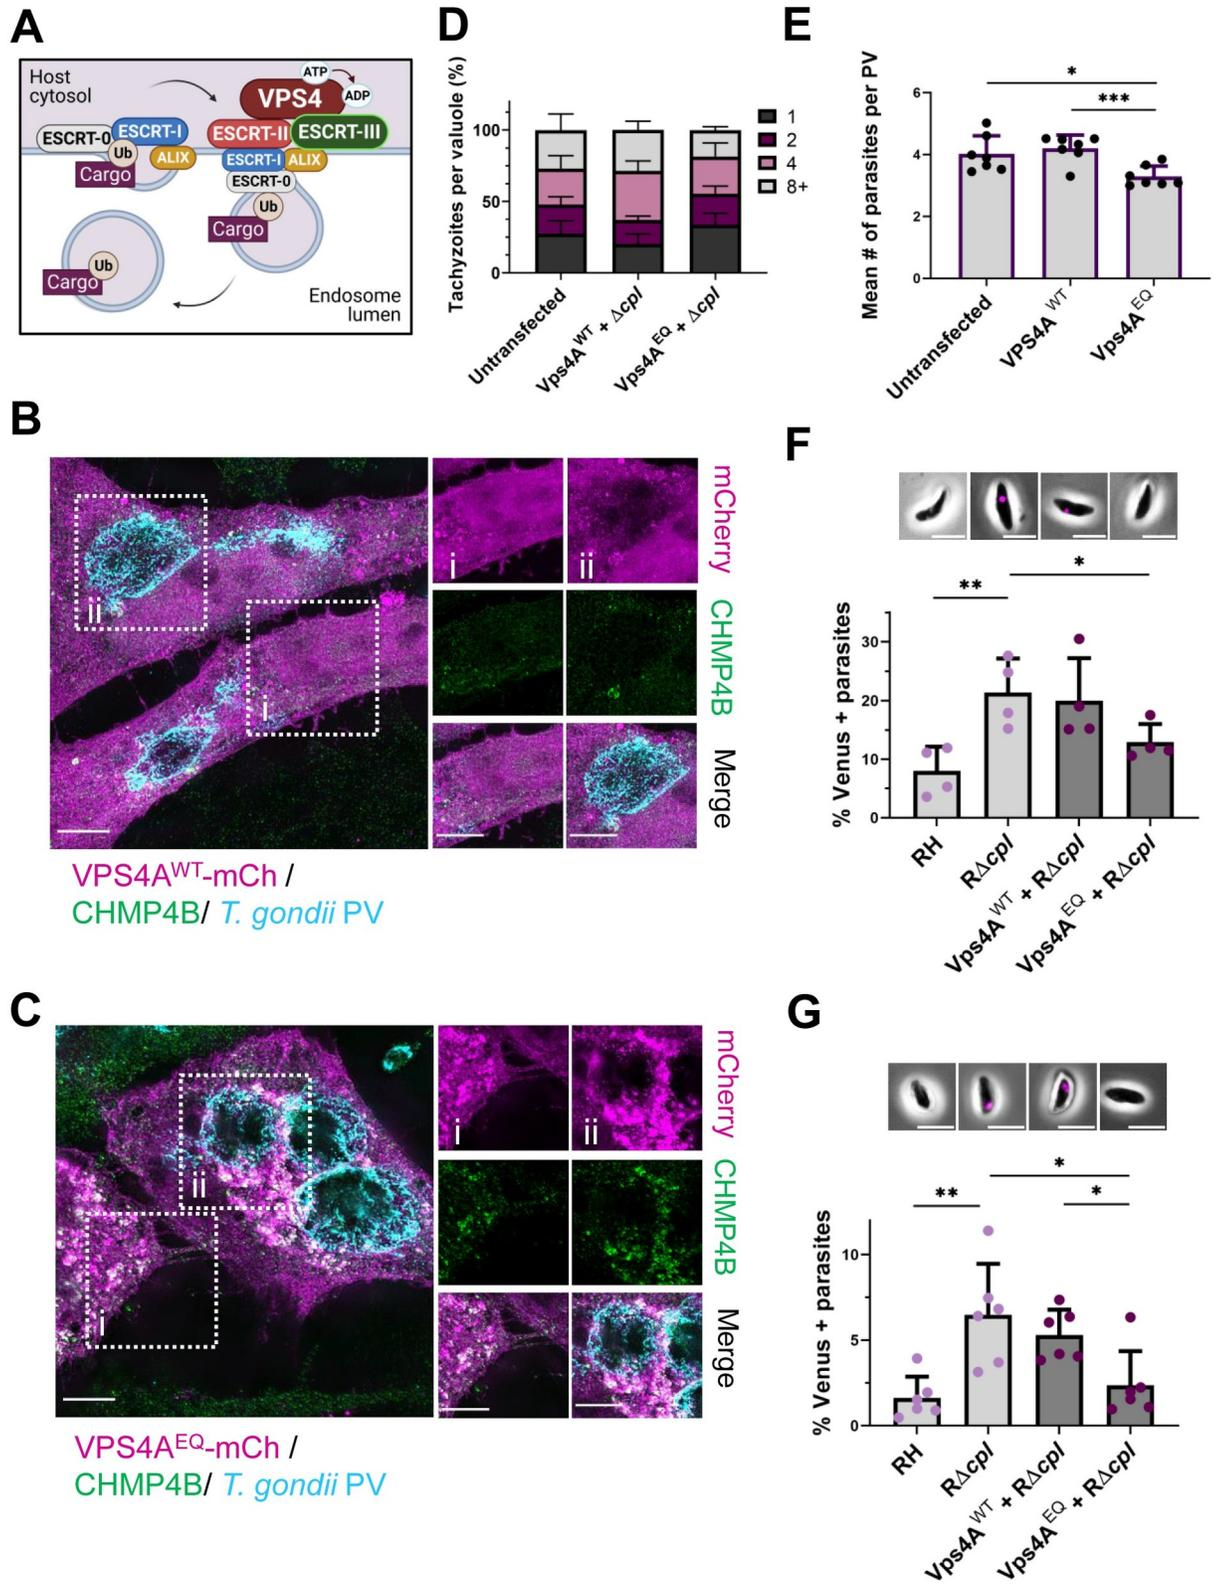 A
Host
cytosol
ATP
ADP
VPS4
ESCRT-0
ESCRT-I
Ub
ALIX
Cargo
ESCRT-II
ESCRT-III
ESCRT-I
ALIX
ESCRT-0
Ub
Cargo
Ub
Cargo
Endosome
lumen
D
Tachyzoites per valuole (%)
100
50
0
1
2
4
8+
Untransfected
Vps4A^WT + Δcpl
Vps4A^EQ + Δcpl
E
Mean # of parasites per PV
6
4
2
0
*
***
Untransfected
VPS4A^WT
Vps4A^EQ
B
ii
i
i
ii
mCherry
CHMP4B
Merge
VPS4A^WT-mCh /
CHMP4B/ T. gondii PV
F
**
*
% Venus + parasites
30
20
10
0
RH
RΔcpl
Vps4A^WT + RΔcpl
Vps4A^EQ + RΔcpl
C
ii
i
i
ii
mCherry
CHMP4B
Merge
VPS4A^EQ-mCh /
CHMP4B/ T. gondii PV
G
*
**
*
% Venus + parasites
10
5
0
RH
RΔcpl
Vps4A^WT + RΔcpl
Vps4A^EQ + RΔcpl